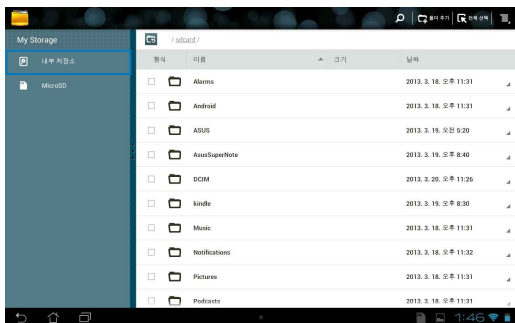 폴더 추가 전체 선택
My Storage
/ sdcard /
내부 저장소
MicroSD
형식 이름 크기 날짜
Alarms 2013. 3. 18. 오후 11:31
Android 2013. 3. 18. 오후 11:31
ASUS 2013. 3. 19. 오전 5:20
AsusSuperNote 2013. 3. 19. 오후 8:40
DCIM 2013. 3. 20. 오후 11:26
kindle 2013. 3. 19. 오후 8:30
Music 2013. 3. 18. 오후 11:31
Notifications 2013. 3. 18. 오후 11:32
Pictures 2013. 3. 18. 오후 11:31
Podcasts 2013. 3. 18. 오후 11:31
1:46